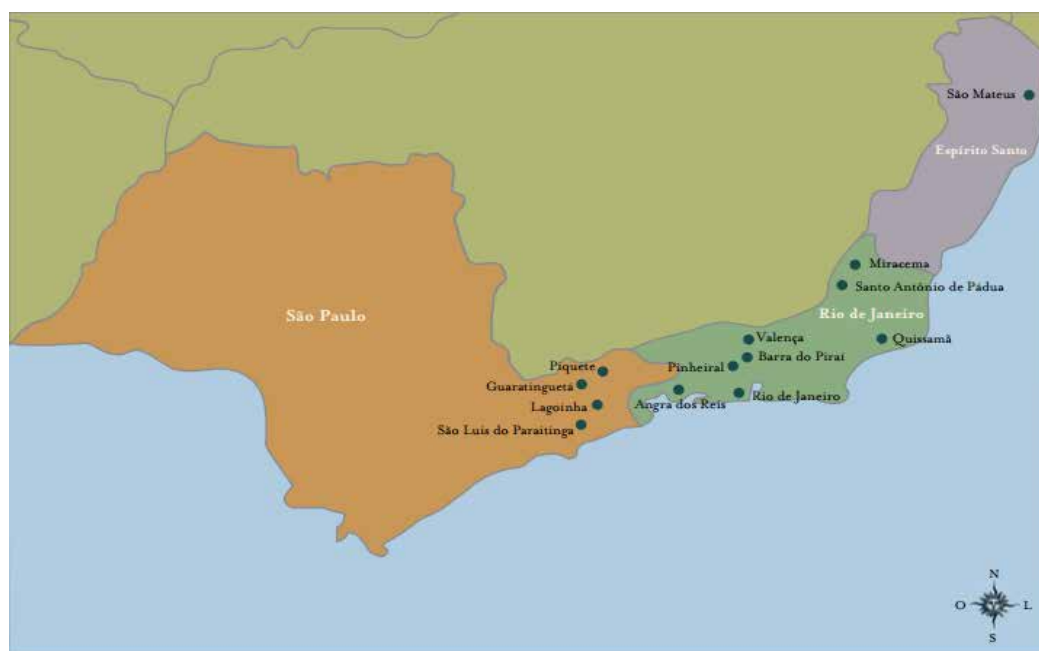 São Mateus
Espírito Santo
Miracema
Santo Antônio de Pádua
São Paulo
Rio de Janeiro
Valença
Quissamã
Barra do Piraí
Pinheiral
Piquete
Guaratinguetá
Angra dos Reis
Rio de Janeiro
Lagoinha
São Luís do Paraitinga
N
O
L
S